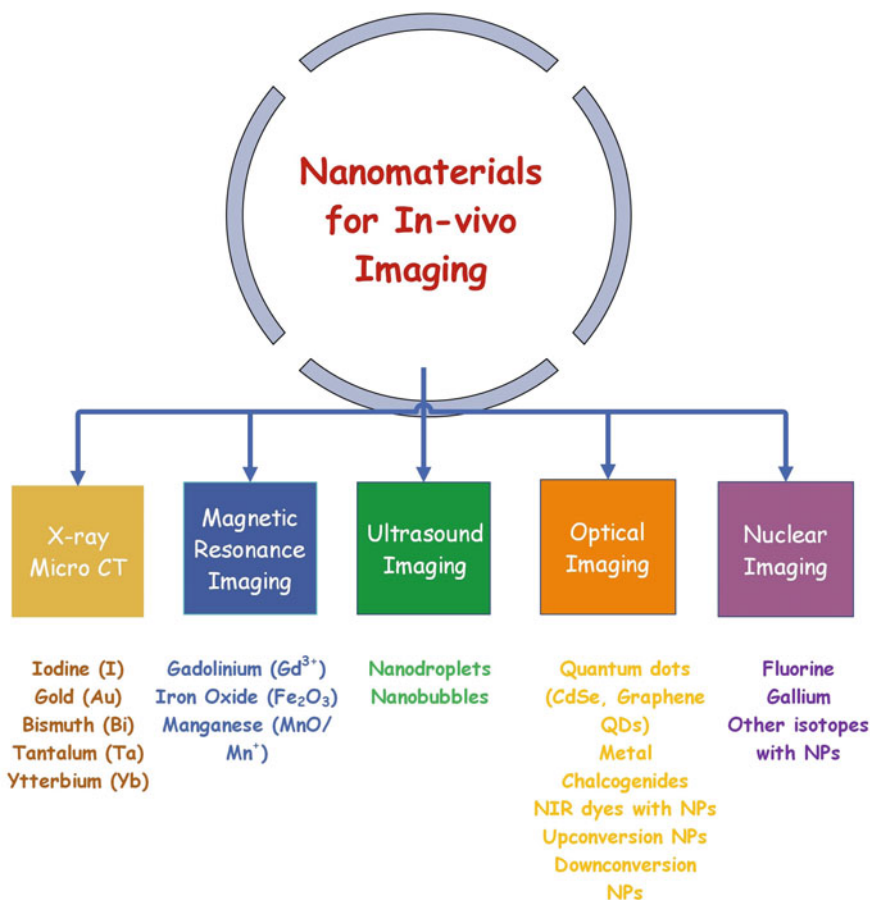 Nanomaterials
for In-vivo
Imaging
X-ray
Micro CT
Magnetic
Resonance
Imaging
Ultrasound
Imaging
Optical
Imaging
Nuclear
Imaging
Iodine (I)
Gold (Au)
Bismuth (Bi)
Tantalum (Ta)
Ytterbium (Yb)
Gadolinium (Gd³⁺)
Iron Oxide (Fe₂O₃)
Manganese (MnO/
Mn⁺)
Nanodroplets
Nanobubbles
Quantum dots
(CdSe, Graphene
QDs)
Metal
Chalcogenides
NIR dyes with NPs
Upconversion NPs
Downconversion
NPs
Fluorine
Gallium
Other isotopes
with NPs